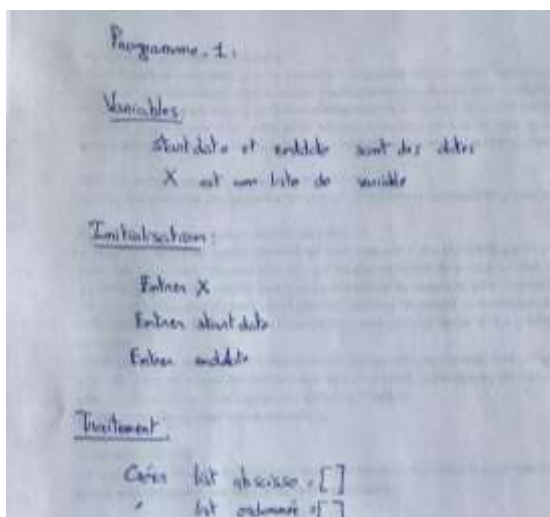 Programme. 1:
Variables:
startdate et enddate sont des dates
X est une liste de variable
Initialisation:
Entrer X
Entrer startdate
Entrer enddate
Traitement
Créer list abscisse = []
" list ordonnée = []